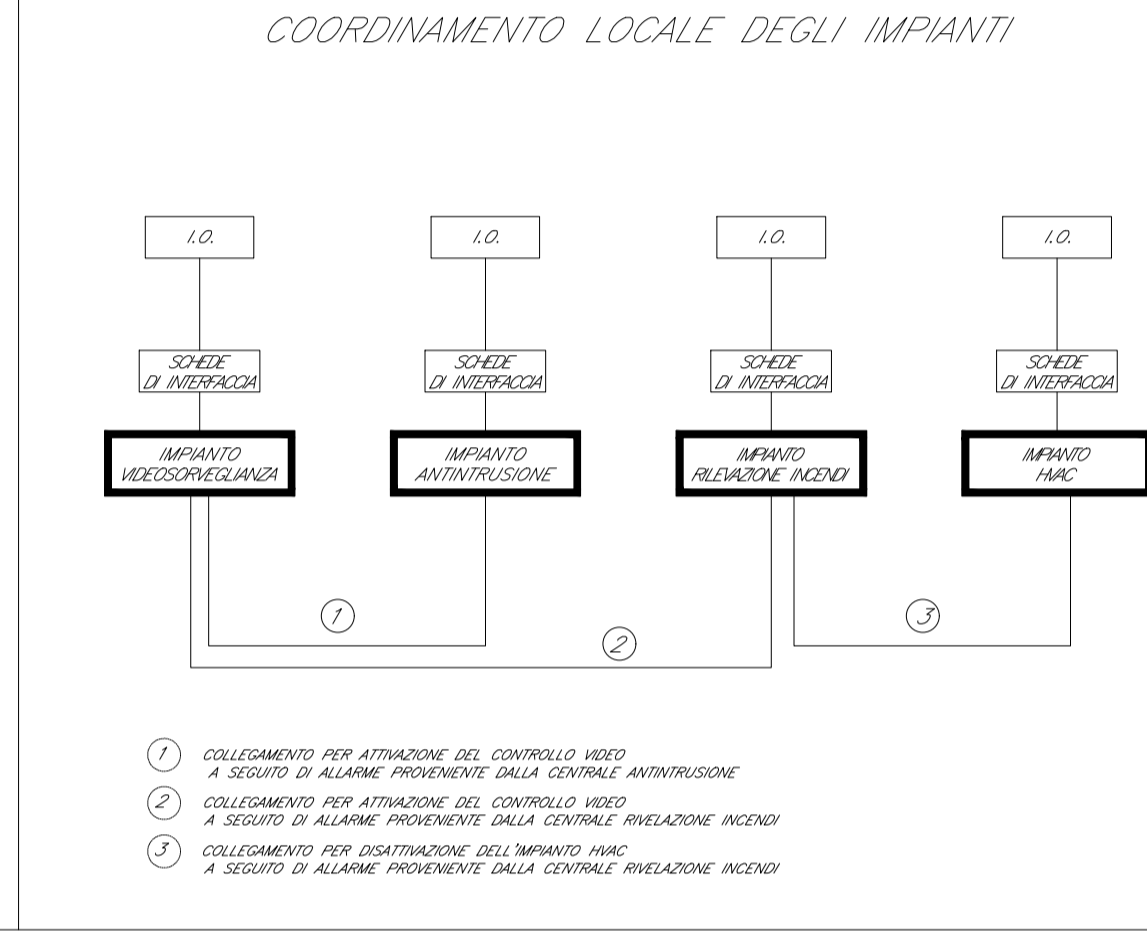 COORDINAMENTO LOCALE DEGLI IMPIANTI
I.O.
I.O.
I.O.
I.O.
SCHEDE
DI INTERFACCIA
SCHEDE
DI INTERFACCIA
SCHEDE
DI INTERFACCIA
SCHEDE
DI INTERFACCIA
IMPIANTO
VIDEOSORVEGLIANZA
IMPIANTO
ANTINTRUSIONE
IMPIANTO
RILEVAZIONE INCENDI
IMPIANTO
HVAC
1
2
3
1 COLLEGAMENTO PER ATTIVAZIONE DEL CONTROLLO VIDEO
A SEGUITO DI ALLARME PROVENIENTE DALLA CENTRALE ANTINTRUSIONE
2 COLLEGAMENTO PER ATTIVAZIONE DEL CONTROLLO VIDEO
A SEGUITO DI ALLARME PROVENIENTE DALLA CENTRALE RIVELAZIONE INCENDI
3 COLLEGAMENTO PER DISATTIVAZIONE DELL'IMPIANTO HVAC
A SEGUITO DI ALLARME PROVENIENTE DALLA CENTRALE RIVELAZIONE INCENDI